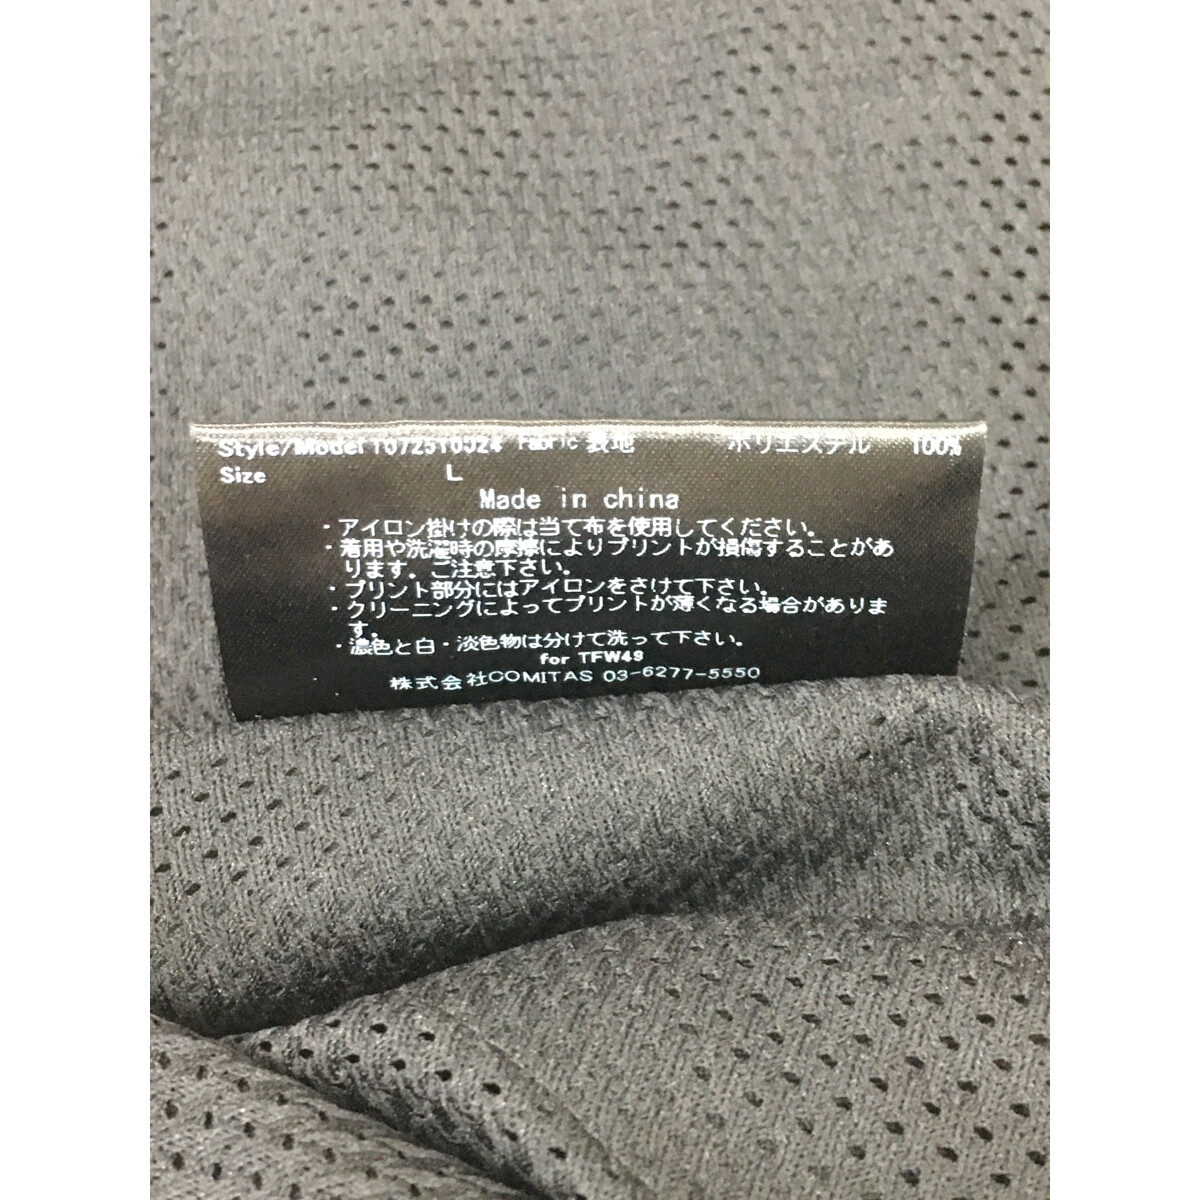 Style/Model T072510J24 Fabric 表地 ポリエステル 100%
Size L
Made in china
・アイロン掛けの際は当て布を使用してください。
・着用や洗濯時の摩擦によりプリントが損傷することがあ
ります。ご注意下さい。
・プリント部分にはアイロンをさけて下さい。
・クリーニングによってプリントが薄くなる場合がありま
す。
・濃色と白・淡色物は分けて洗って下さい。
for TFW49
株式会社COMITAS 03-6277-5550